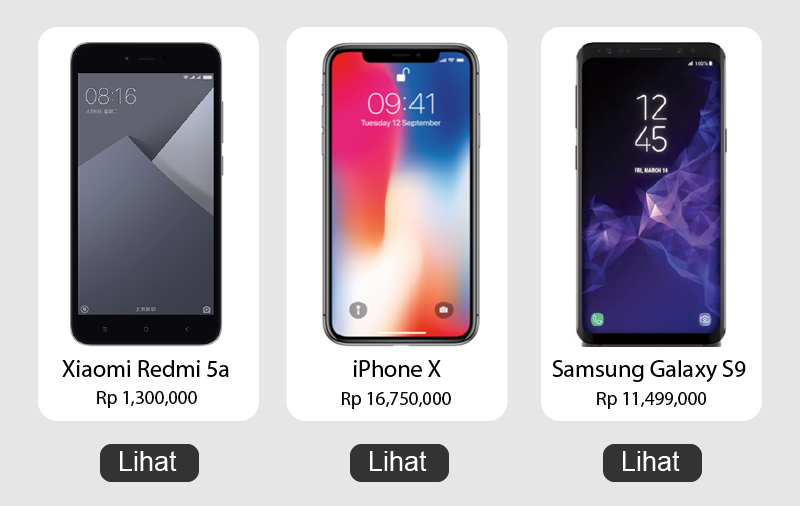 08:16
09:41
Tuesday 12 September
100%
12
45
FRI, MARCH 16
Xiaomi Redmi 5a
Rp 1,300,000
iPhone X
Rp 16,750,000
Samsung Galaxy S9
Rp 11,499,000
Lihat
Lihat
Lihat